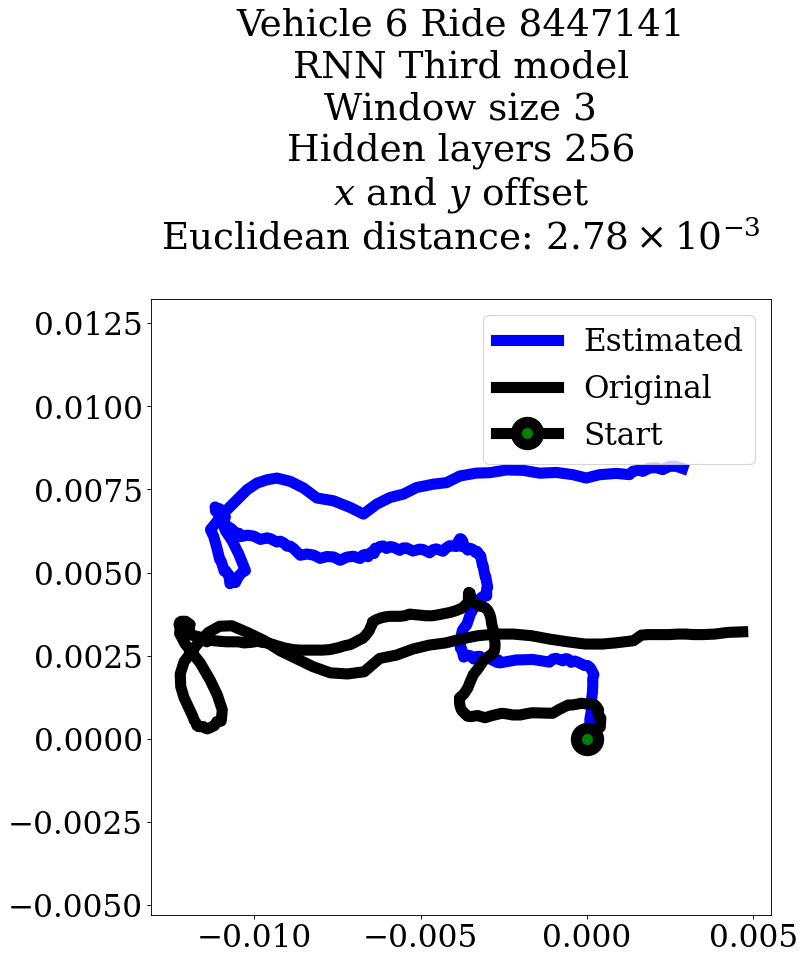 Vehicle 6 Ride 8447141
RNN Third model
Window size 3
Hidden layers 256
x and y offset
Euclidean distance: 2.78 × 10⁻³
Estimated
Original
Start
0.0125
0.0100
0.0075
0.0050
0.0025
0.0000
−0.0025
−0.0050
−0.010 −0.005 0.000 0.005